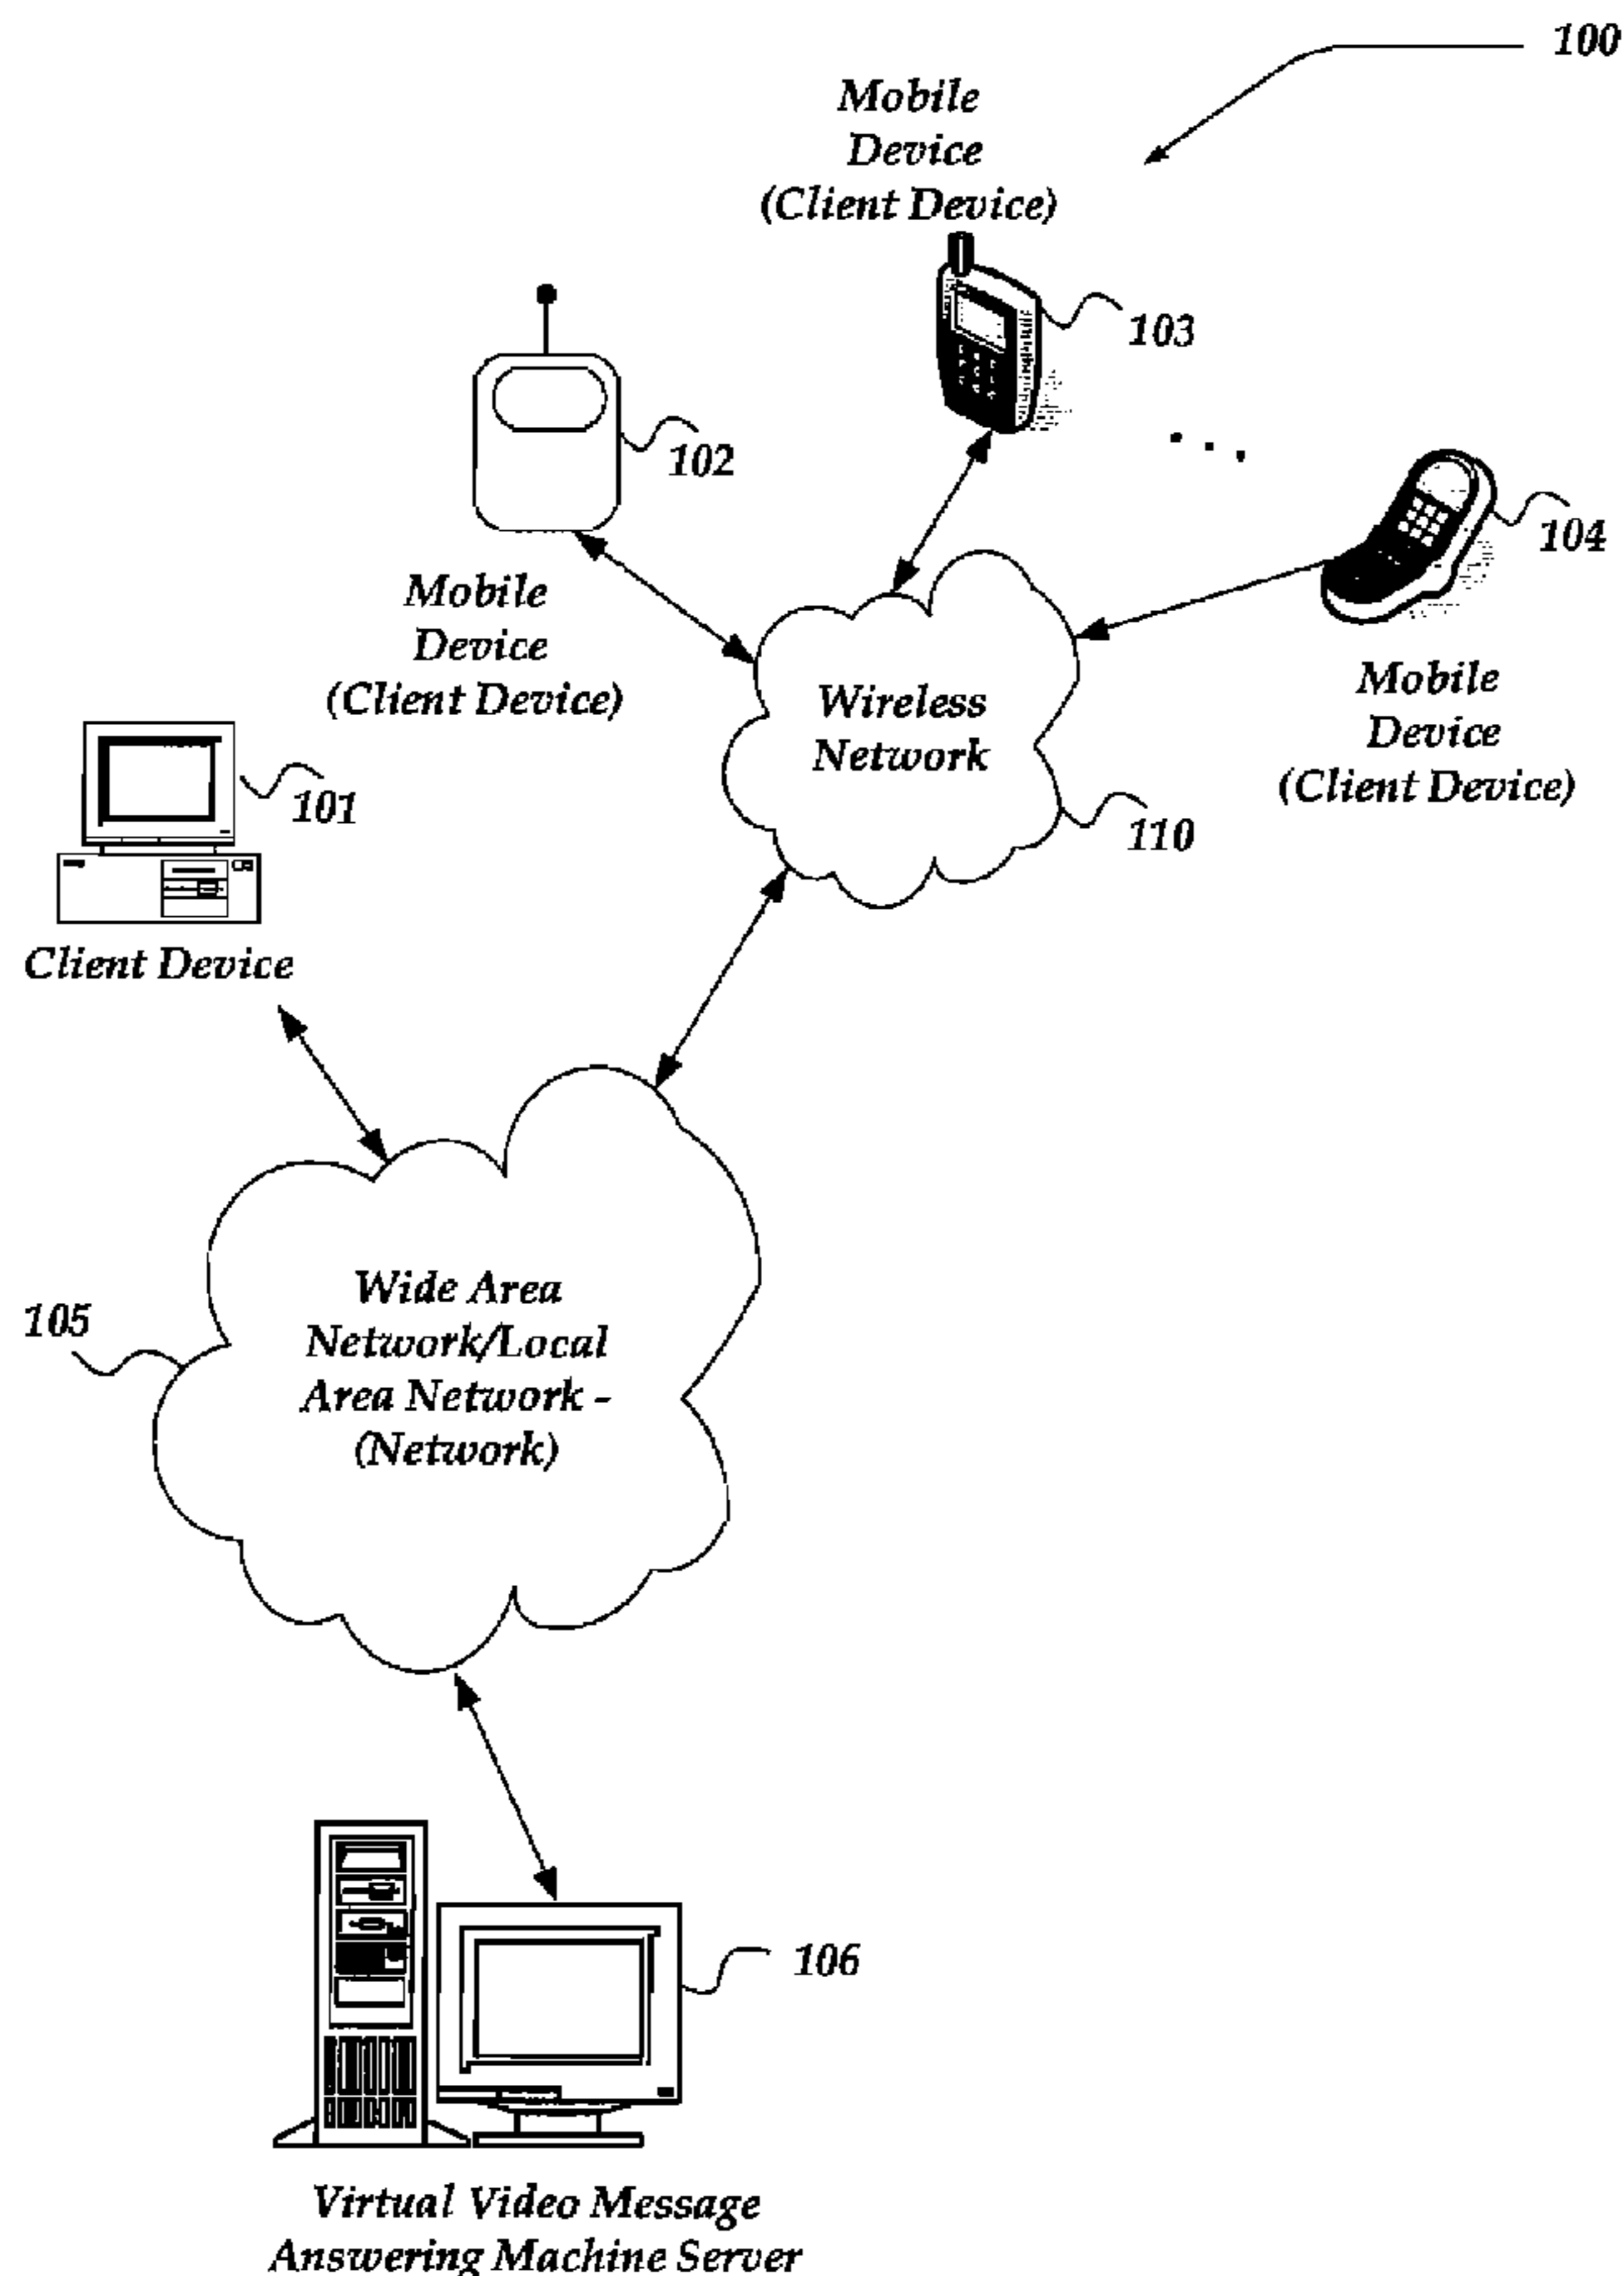 100
Mobile
Device
(Client Device)
103
102
104
Mobile
Device
(Client Device)
Wireless
Network
Mobile
Device
(Client Device)
101
110
Client Device
105
Wide Area
Network/Local
Area Network -
(Network)
106
Virtual Video Message
Answering Machine Server